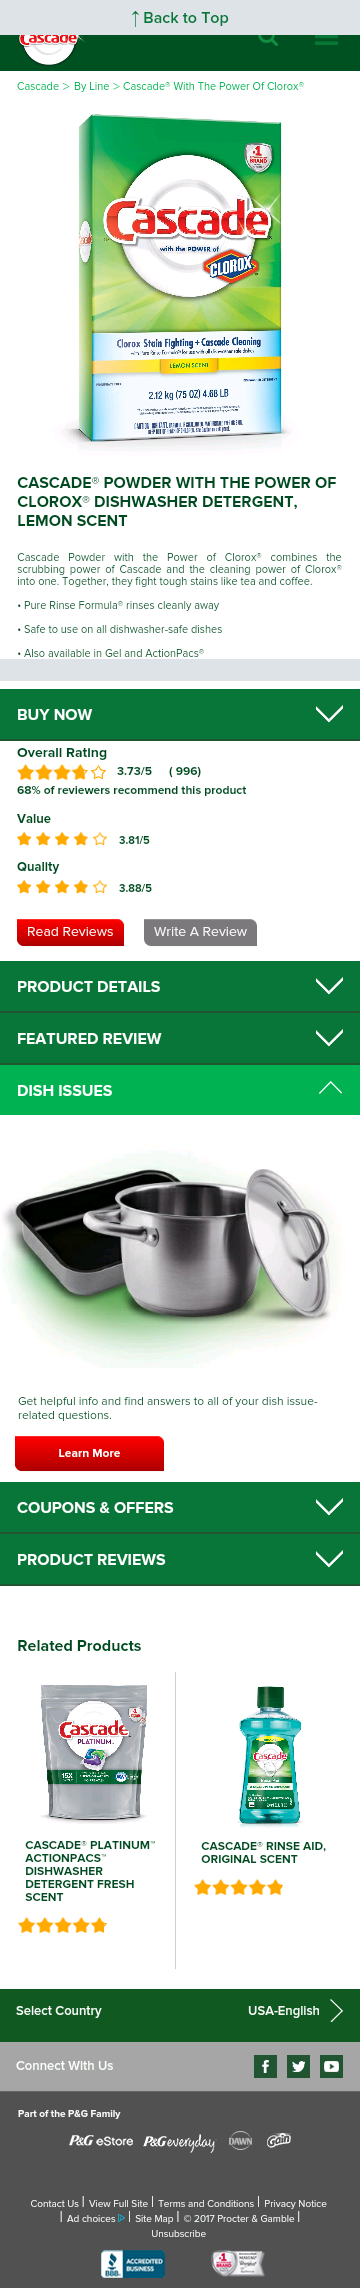 ↑ Back to Top
Cascade
Cascade > By Line > Cascade® With The Power Of Clorox®
#1
BRAND
Cascade
with the POWER of
CLOROX
Clorox Stain Fighting + Cascade Cleaning
LEMON SCENT
2.12 kg (75 OZ) 4.68 LB
CASCADE® POWDER WITH THE POWER OF
CLOROX® DISHWASHER DETERGENT,
LEMON SCENT
Cascade Powder with the Power of Clorox® combines the
scrubbing power of Cascade and the cleaning power of Clorox®
into one. Together, they fight tough stains like tea and coffee.
• Pure Rinse Formula® rinses cleanly away
• Safe to use on all dishwasher-safe dishes
• Also available in Gel and ActionPacs®
BUY NOW
Overall Rating
3.73/5 ( 996)
68% of reviewers recommend this product
Value
3.81/5
Quality
3.88/5
Read Reviews Write A Review
PRODUCT DETAILS
FEATURED REVIEW
DISH ISSUES
Get helpful info and find answers to all of your dish issue-
related questions.
Learn More
COUPONS & OFFERS
PRODUCT REVIEWS
Related Products
Cascade
PLATINUM
CASCADE® PLATINUM™
ACTIONPACS™
DISHWASHER
DETERGENT FRESH
SCENT
Cascade
CASCADE® RINSE AID,
ORIGINAL SCENT
Select Country USA-English
Connect With Us
Part of the P&G Family
P&G eStore P&G everyday DAWN Gain
Contact Us | View Full Site | Terms and Conditions | Privacy Notice
| Ad choices | Site Map | © 2017 Procter & Gamble |
Unsubscribe
BBB ACCREDITED
BUSINESS